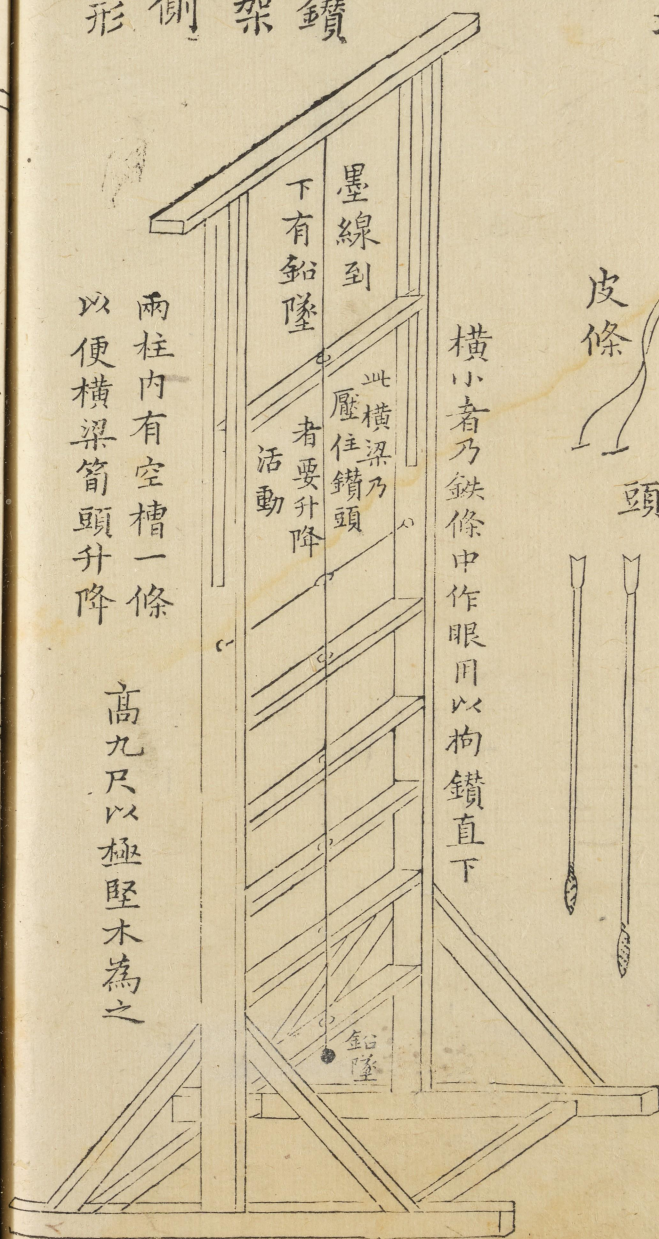 鑽
架
側
形
皮條
頭
橫小者乃鉄條中作眼用以拘鑽直下
墨線到
下有鉛墜
此橫梁乃
壓住鑽頭
者要升降
活動
鉛墜
兩柱内有空槽一條
以便橫梁筍頭升降
高九尺以極堅木為之